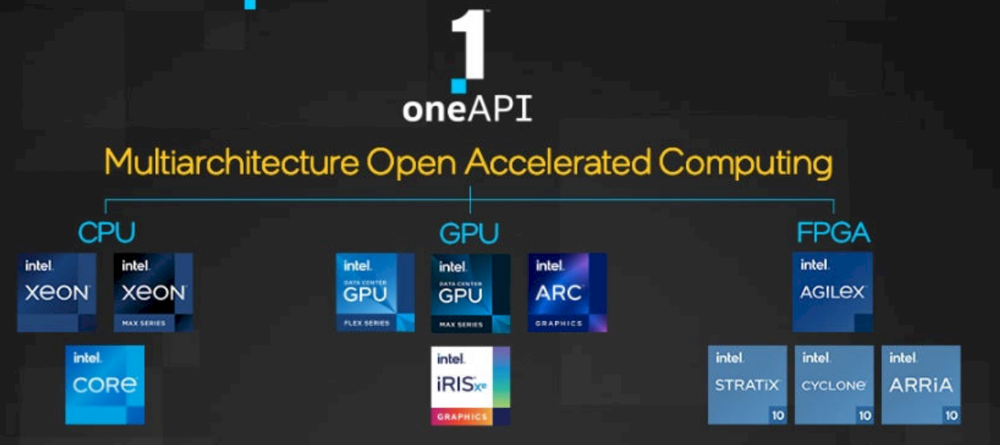 1
oneAPI
Multiarchitecture Open Accelerated Computing
CPU
GPU
FPGA
intel.
XEON
intel.
XEON
MAX SERIES
intel.
CORE
intel.
DATA CENTER
GPU
FLEX SERIES
intel.
DATA CENTER
GPU
MAX SERIES
intel.
ARC
GRAPHICS
intel.
iRISxe
GRAPHICS
intel.
AGILEX
intel.
STRATiX
10
intel.
CYCLONE
10
intel.
ARRiA
10